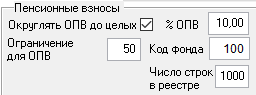 Пенсионные взносы
Округлять ОПВ до целых % ОПВ 10,00
Ограничение для ОПВ 50 Код фонда 100
Число строк в реестре 1000